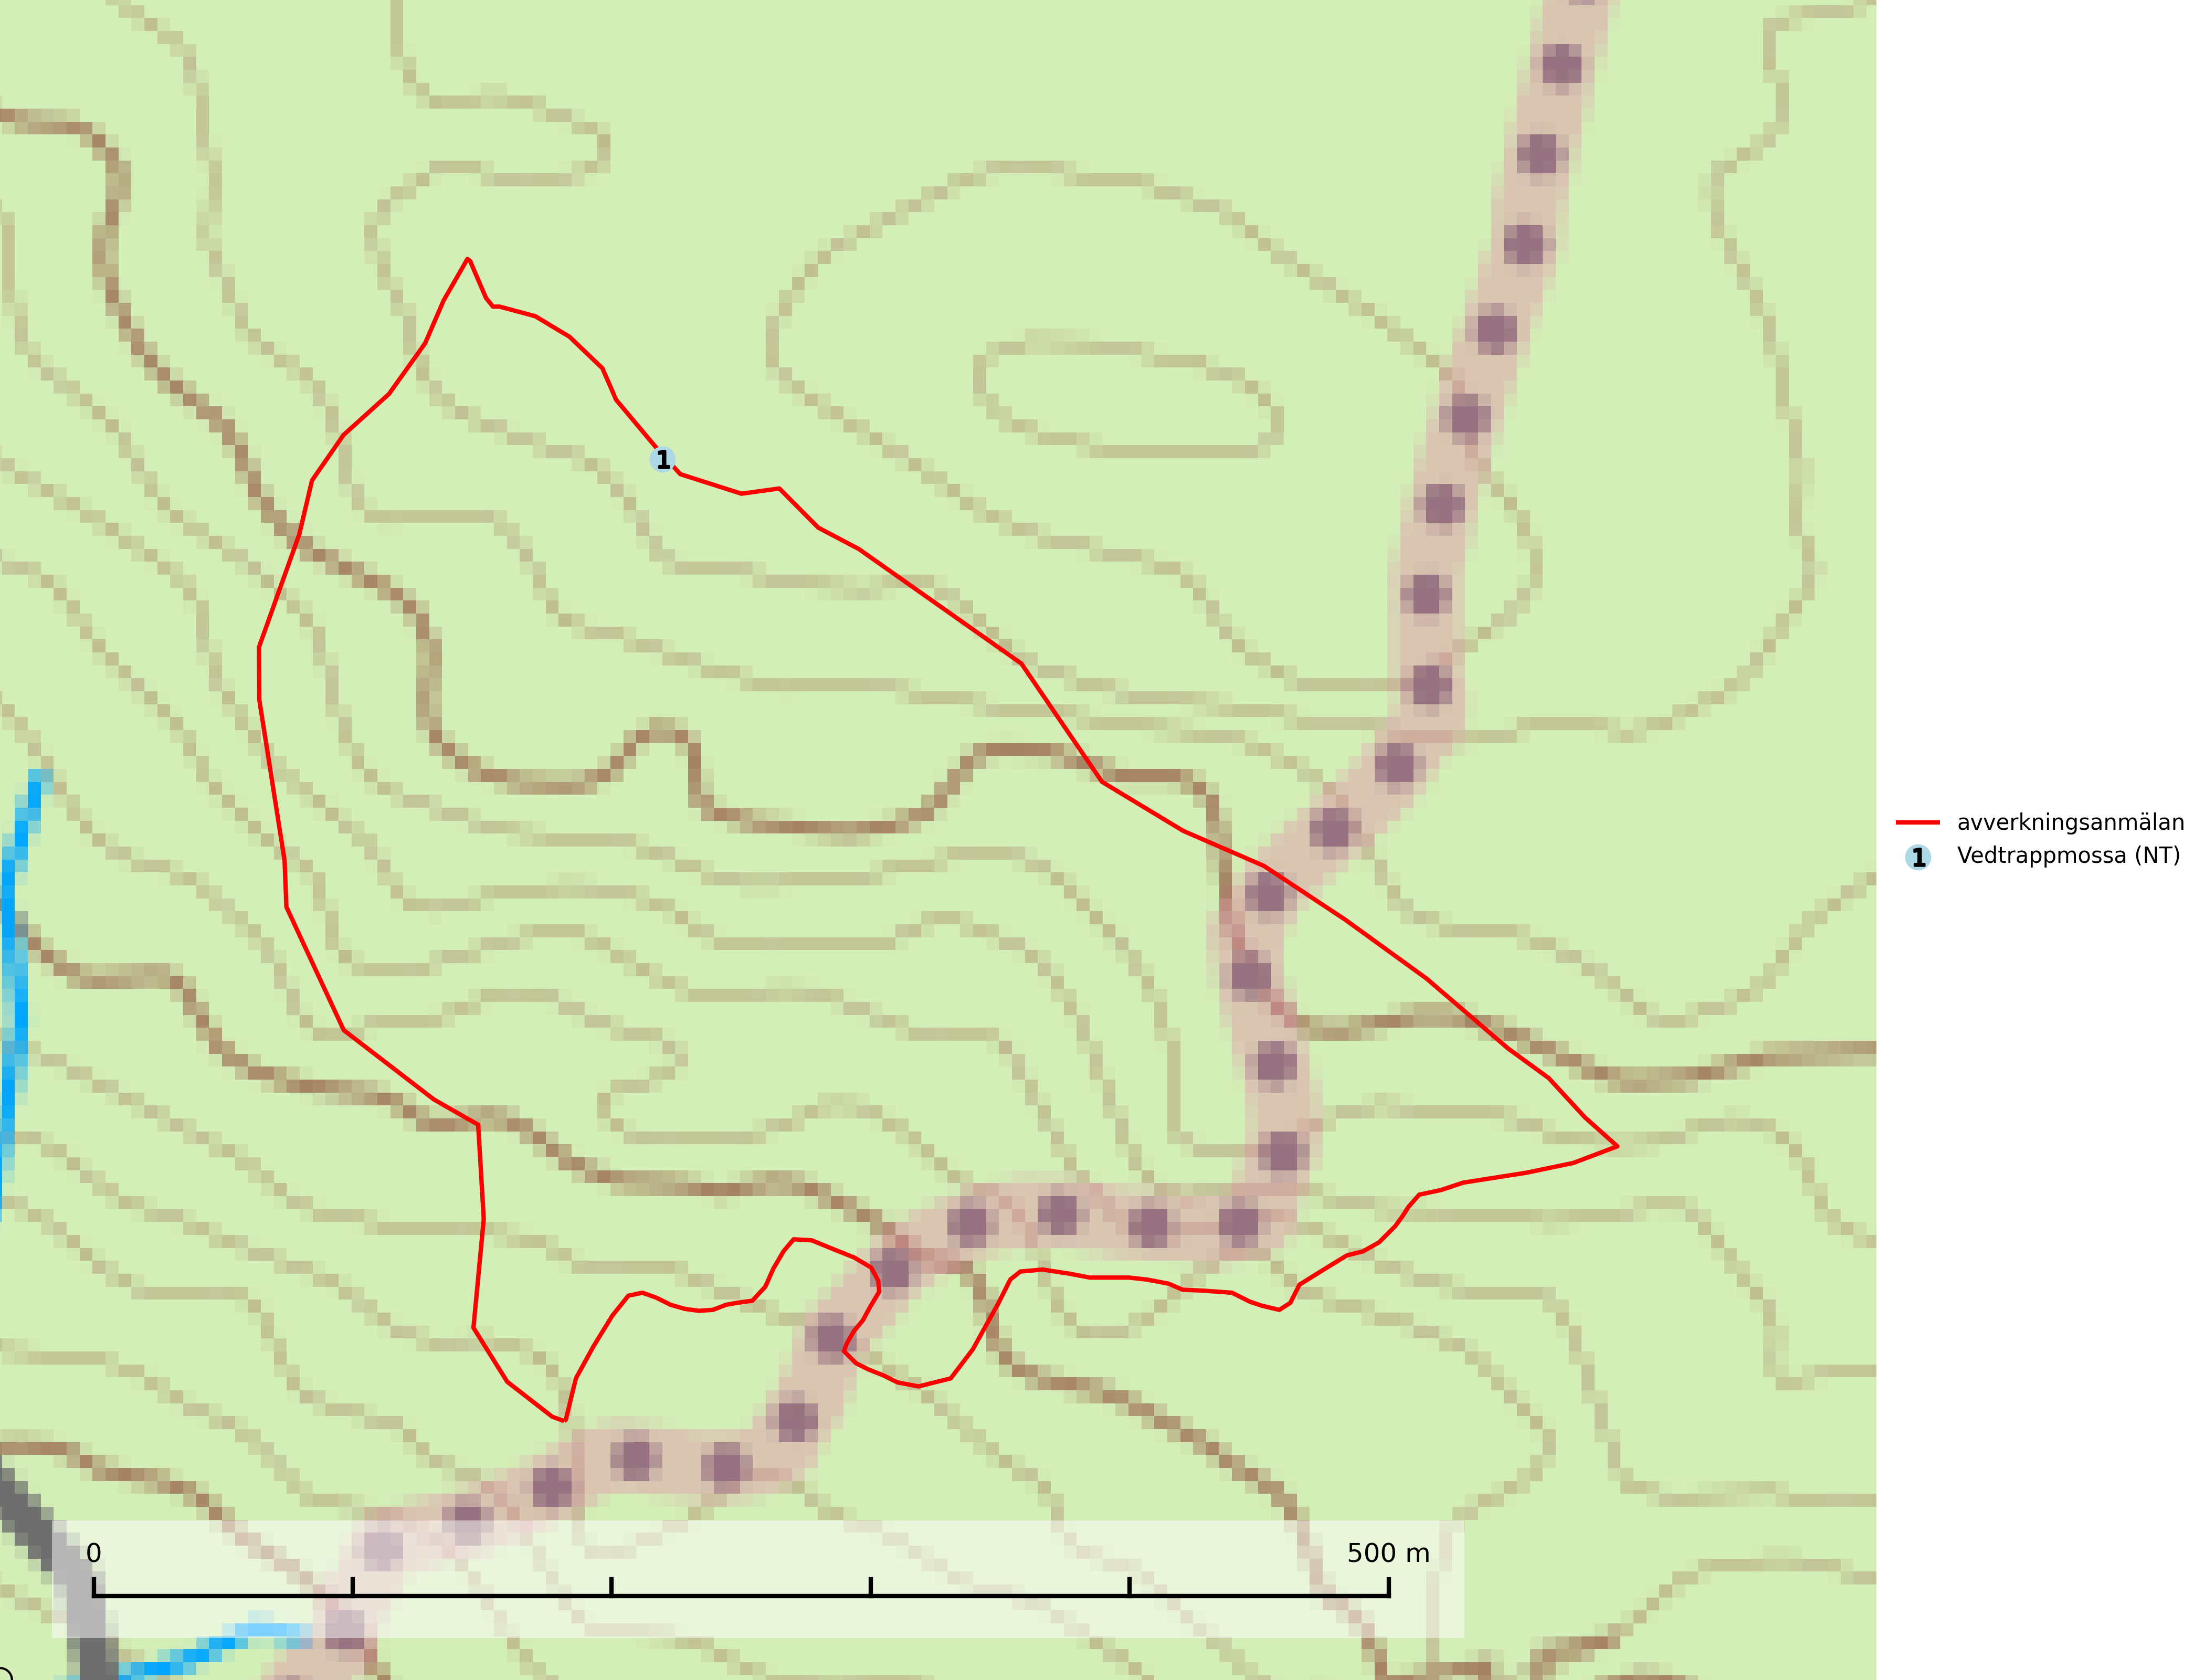 1
avverkningsanmälan
1 Vedtrappmossa (NT)
0 500 m